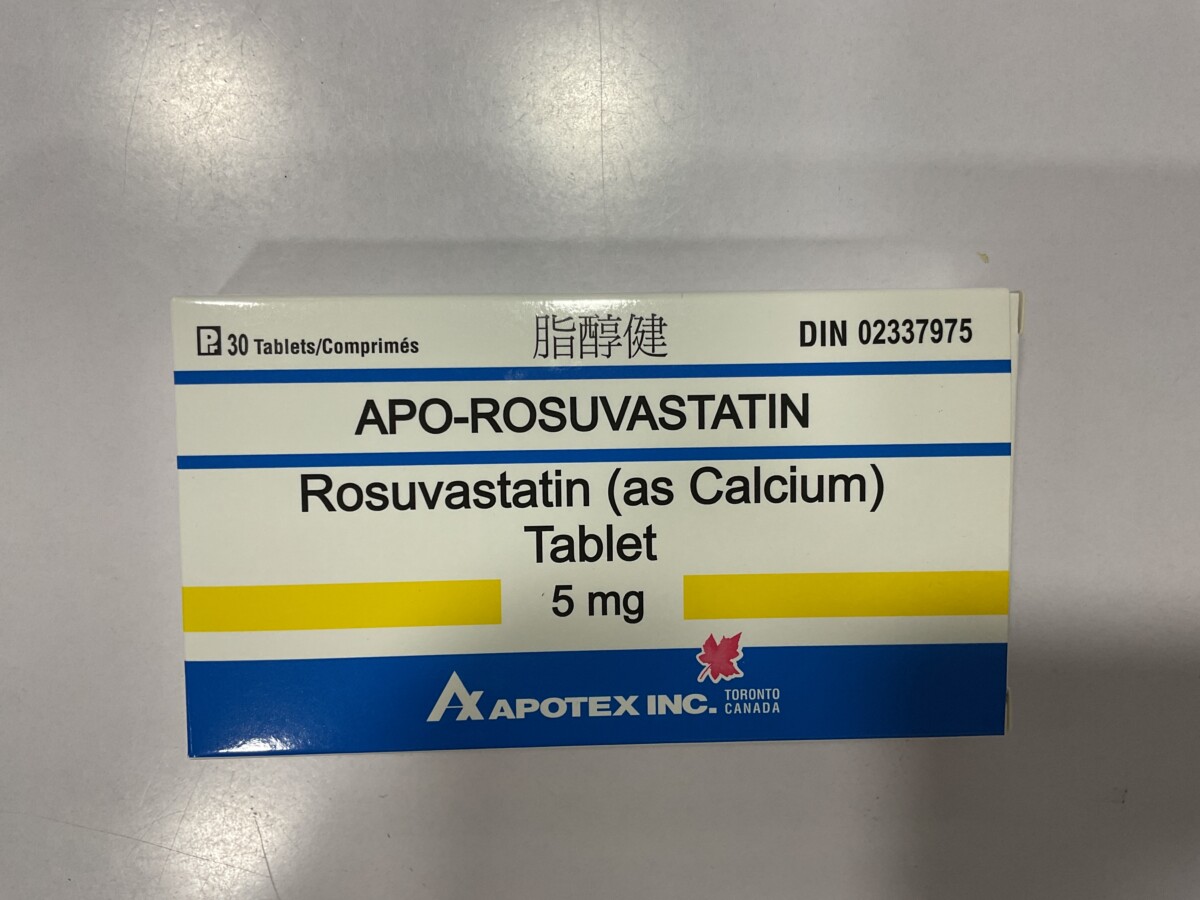 Pr 30 Tablets/Comprimés
脂醇健
DIN 02337975
APO-ROSUVASTATIN
Rosuvastatin (as Calcium)
Tablet
5 mg
APOTEX INC.
TORONTO
CANADA